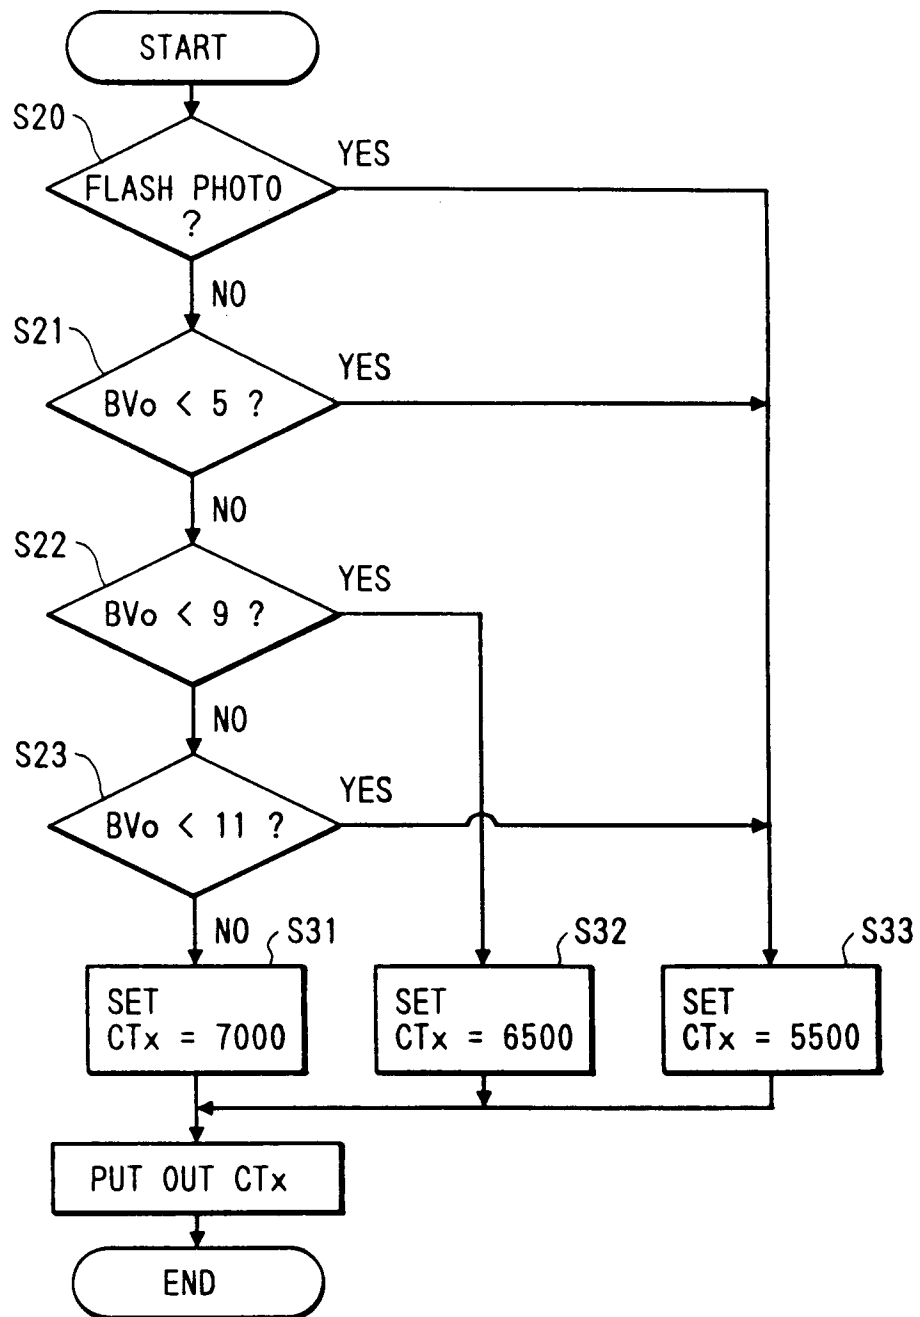 START
S20
YES
FLASH PHOTO
?
NO
S21
YES
BVo < 5 ?
NO
S22
YES
BVo < 9 ?
NO
S23
YES
BVo < 11 ?
NO
S31
S32
S33
SET
CTx = 7000
SET
CTx = 6500
SET
CTx = 5500
PUT OUT CTx
END